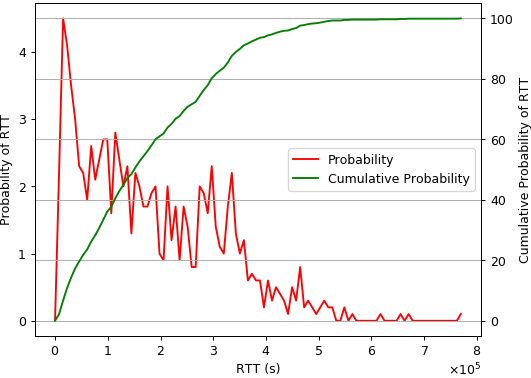 Probability of RTT
4
3
2
1
0
100
80
60
40
20
0
Cumulative Probability of RTT
Probability
Cumulative Probability
0 1 2 3 4 5 6 7 8
RTT (s)
×10⁵